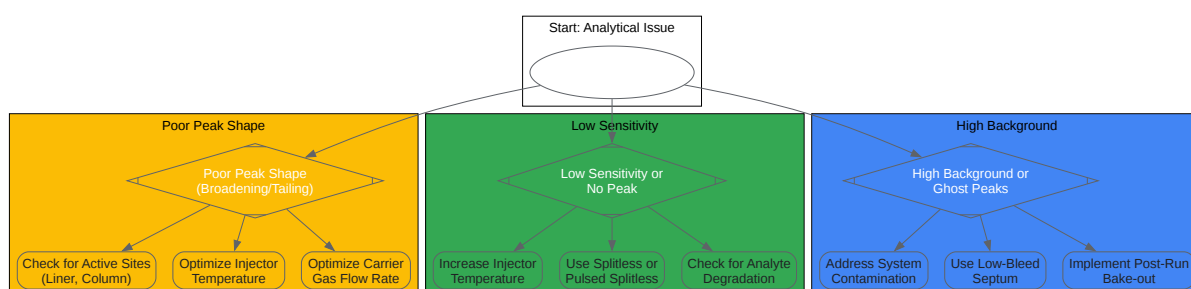 Start: Analytical Issue
Poor Peak Shape
Low Sensitivity
High Background
Poor Peak Shape
(Broadening/Tailing)
Low Sensitivity or
No Peak
High Background or
Ghost Peaks
Check for Active Sites
(Liner, Column)
Optimize Injector
Temperature
Optimize Carrier
Gas Flow Rate
Increase Injector
Temperature
Use Splitless or
Pulsed Splitless
Check for Analyte
Degradation
Address System
Contamination
Use Low-Bleed
Septum
Implement Post-Run
Bake-out